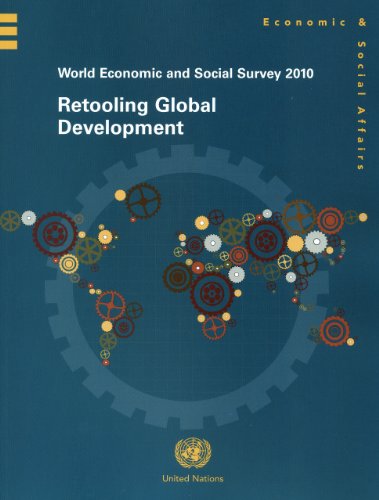 Economic &
Social Affairs
World Economic and Social Survey 2010
Retooling Global
Development
United Nations